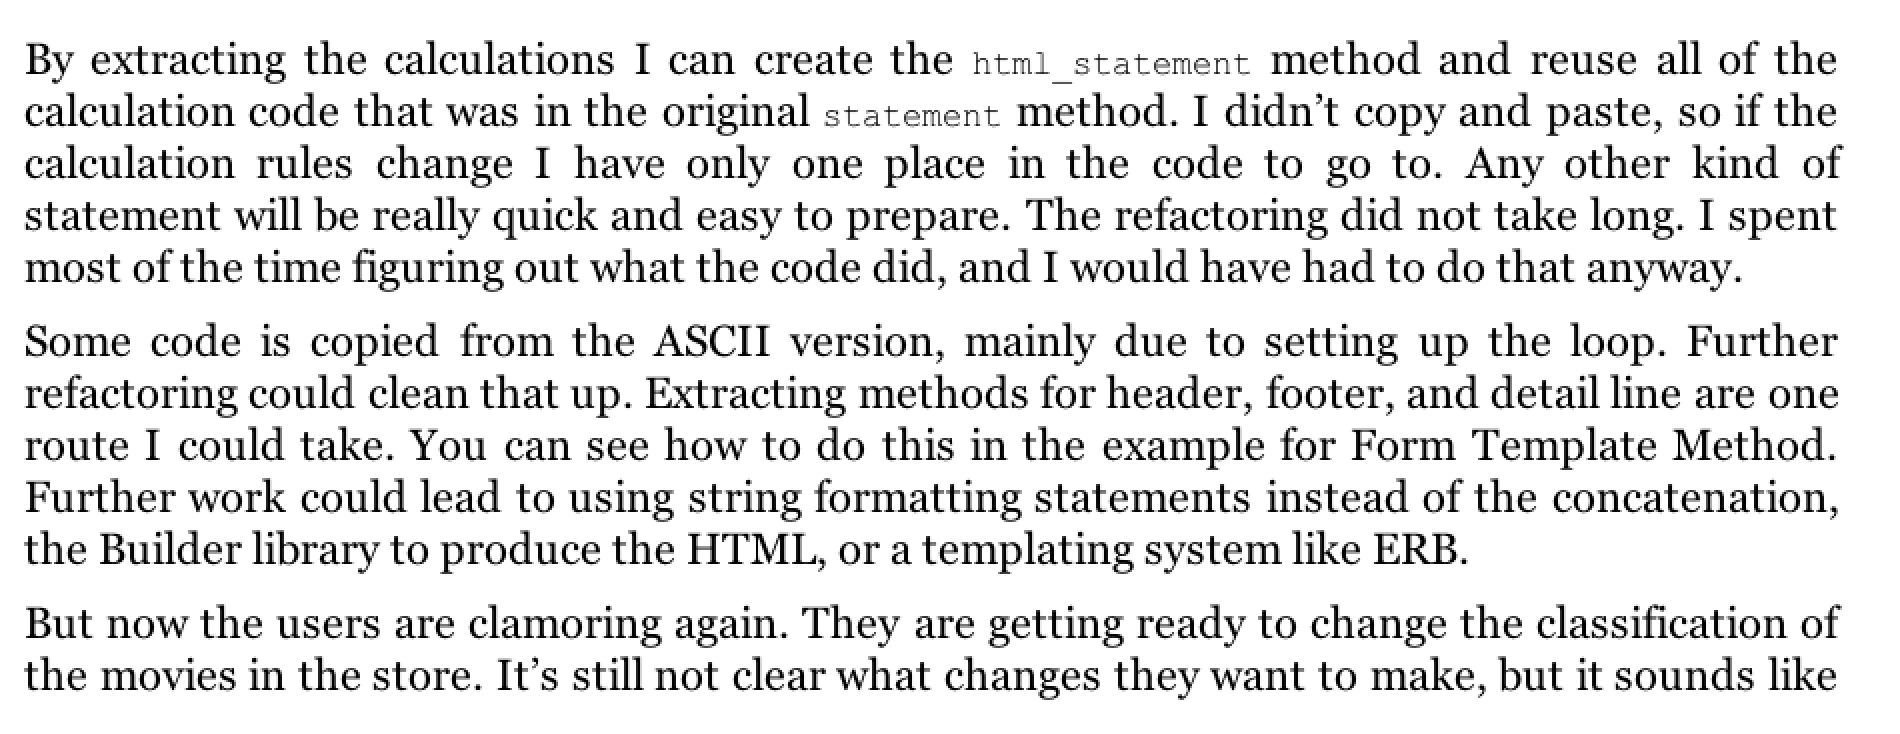 By extracting the calculations I can create the html_statement method and reuse all of the
calculation code that was in the original statement method. I didn’t copy and paste, so if the
calculation rules change I have only one place in the code to go to. Any other kind of
statement will be really quick and easy to prepare. The refactoring did not take long. I spent
most of the time figuring out what the code did, and I would have had to do that anyway.
Some code is copied from the ASCII version, mainly due to setting up the loop. Further
refactoring could clean that up. Extracting methods for header, footer, and detail line are one
route I could take. You can see how to do this in the example for Form Template Method.
Further work could lead to using string formatting statements instead of the concatenation,
the Builder library to produce the HTML, or a templating system like ERB.
But now the users are clamoring again. They are getting ready to change the classification of
the movies in the store. It’s still not clear what changes they want to make, but it sounds like